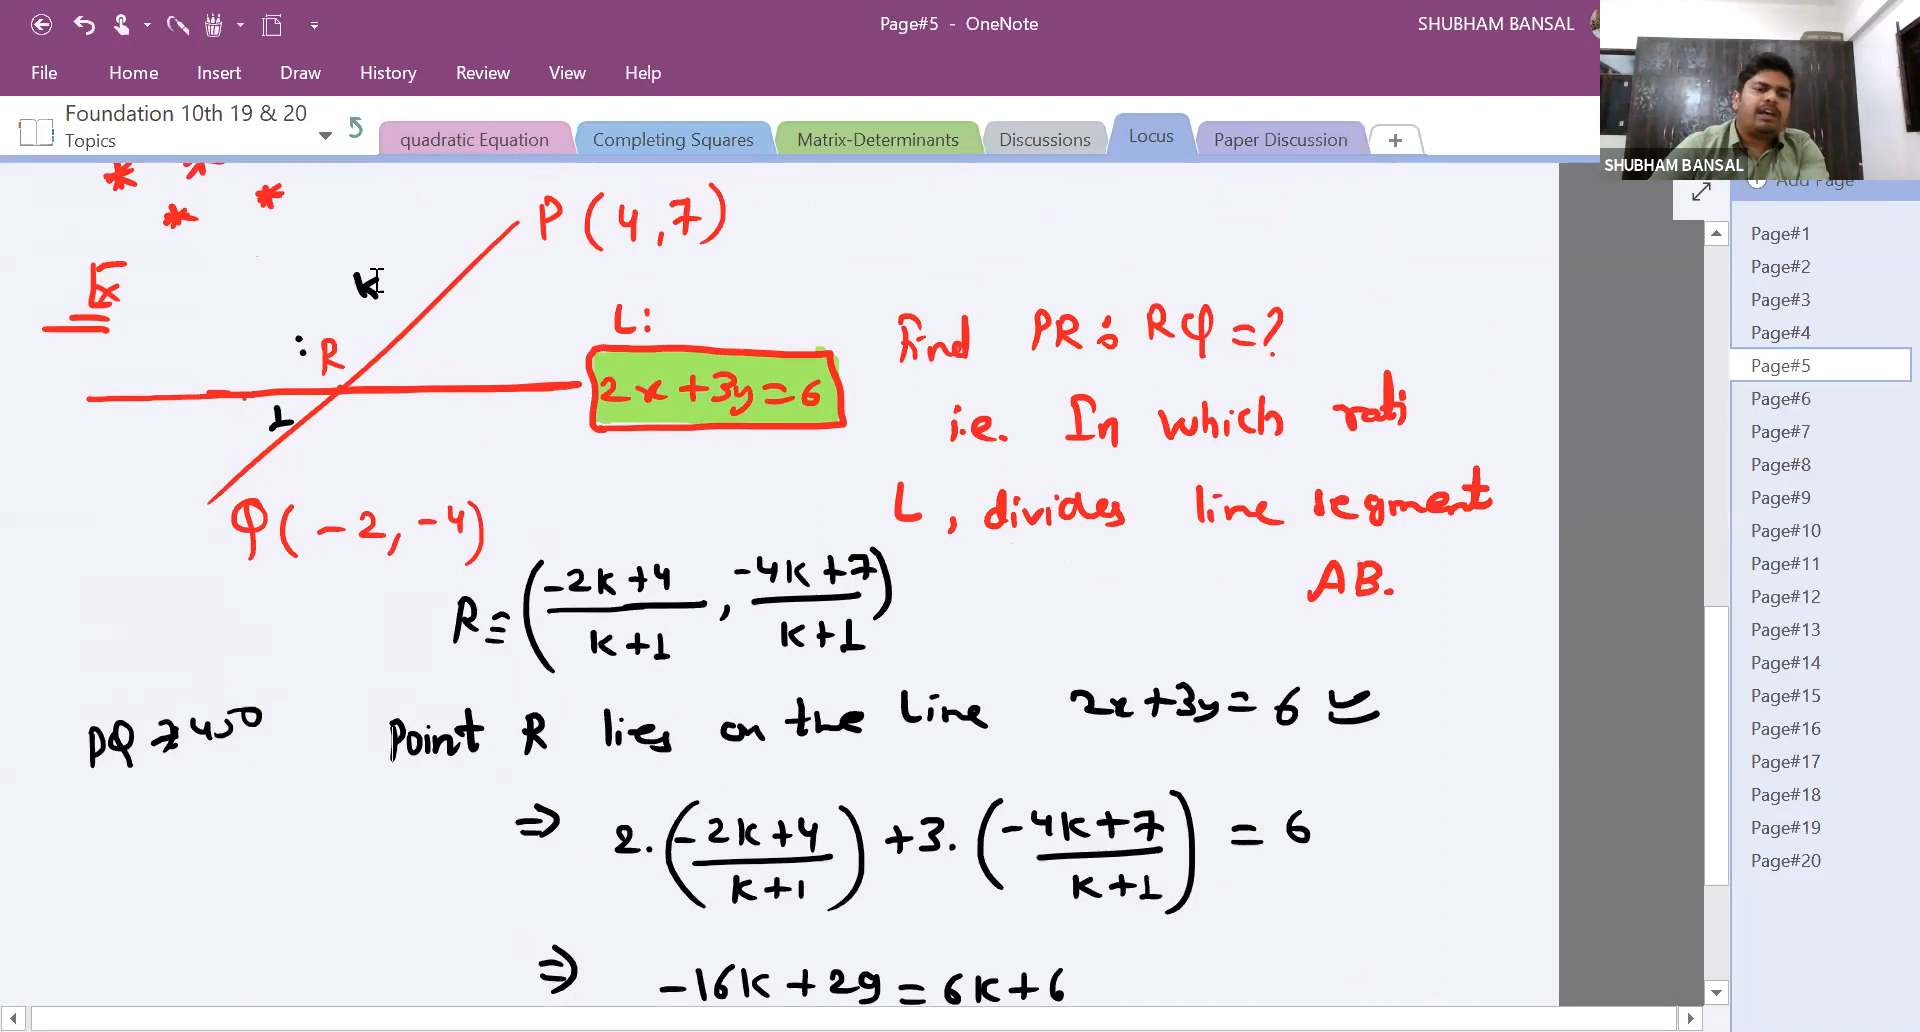 Page#5 - OneNote
SHUBHAM BANSAL
File Home Insert Draw History Review View Help
Foundation 10th 19 & 20
Topics
quadratic Equation
Completing Squares
Matrix-Determinants
Discussions
Locus
Paper Discussion
+
SHUBHAM BANSAL
Add Page
Page#1
Page#2
Page#3
Page#4
Page#5
Page#6
Page#7
Page#8
Page#9
Page#10
Page#11
Page#12
Page#13
Page#14
Page#15
Page#16
Page#17
Page#18
Page#19
Page#20
P (4,7)
Ex
K
:
R
1
L:
2x+3y=6
Find PR : RQ =?
i.e. In which
L, divides line segment
AB.
Q(-2,-4)
R ≡ (-2K+4/K+1, -4K+7/K+1)
PQ → 450
Point R lies on the line 2x+3y=6
⇒ 2.(-2K+4/K+1)+3.(-4K+7/K+1) = 6
⇒ -16K+29=6K+6